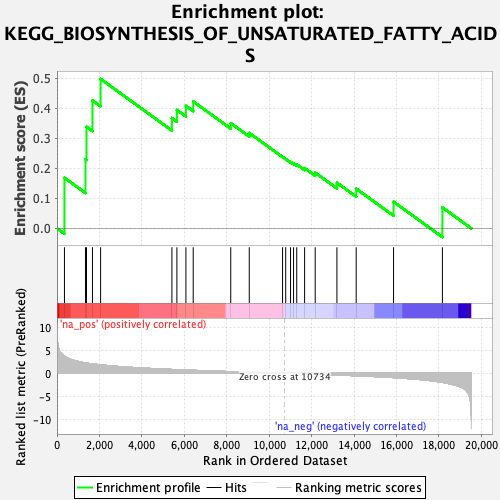 Enrichment plot:
KEGG_BIOSYNTHESIS_OF_UNSATURATED_FATTY_ACID
S
Enrichment score (ES)
0.5
0.4
0.3
0.2
0.1
0.0
'na_pos' (positively correlated)
Ranked list metric (PreRanked)
10
5
0
-5
-10
Zero cross at 10734
'na_neg' (negatively correlated)
0
2,000
4,000
6,000
8,000
10,000
12,000
14,000
16,000
18,000
20,000
Rank in Ordered Dataset
Enrichment profile
Hits
Ranking metric scores